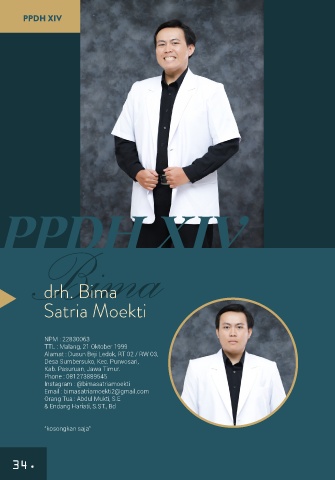 PPDH XIV
PPDH XIV
Bima
drh. Bima
Satria Moekti
NPM : 22830063
TTL : Malang, 21 Oktober 1999
Alamat : Dusun Beji Ledok, RT 02 / RW 03,
Desa Sumbersuko, Kec. Purwosari,
Kab. Pasuruan, Jawa Timur.
Phone : 081273889645
Instagram : @bimasatriamoekti
Email : bimasatriamoekti2@gmail.com
Orang Tua : Abdul Mukti, S.E.
& Endang Hartati, S.ST., Bd
"kosongkan saja"
34